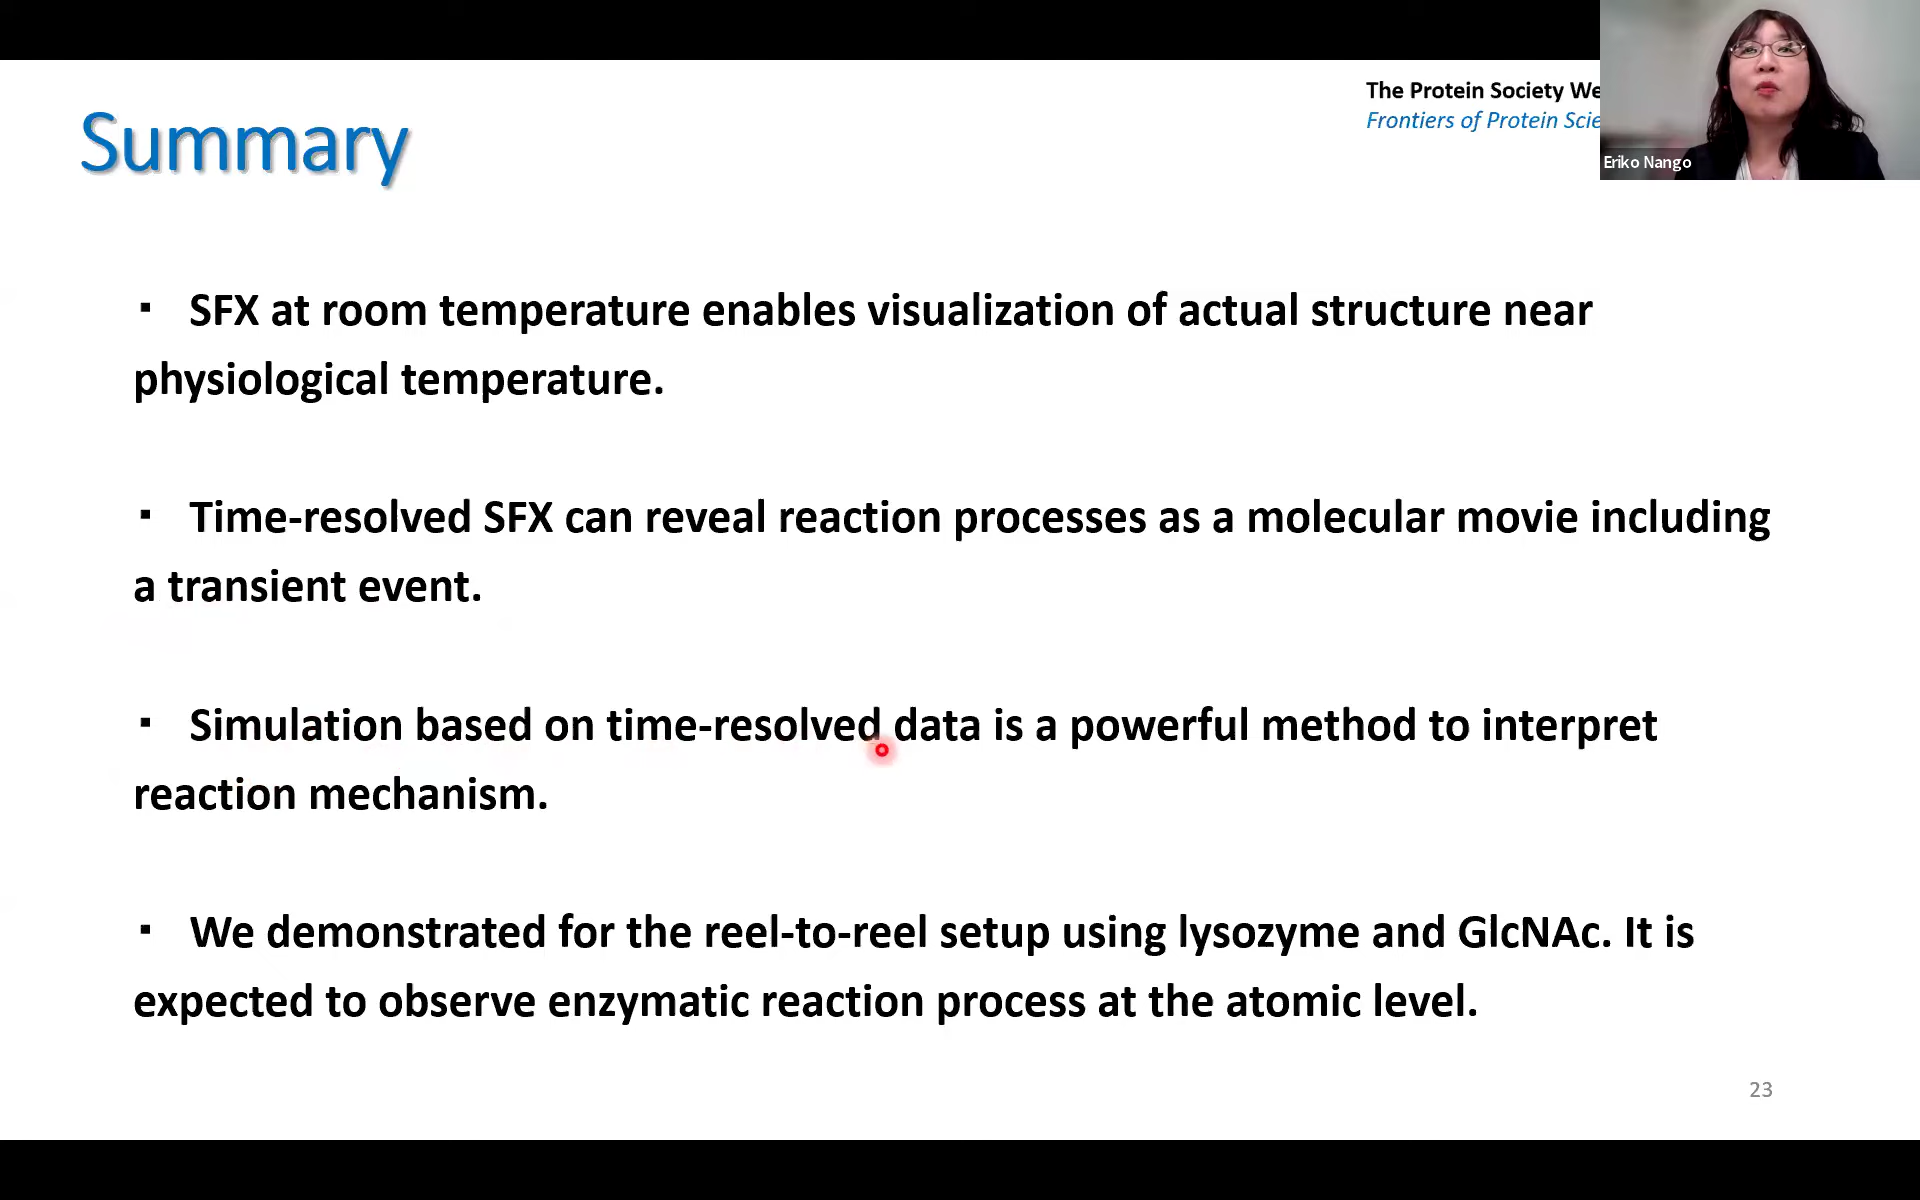 The Protein Society We
Frontiers of Protein Scie
Eriko Nango
Summary
▪ SFX at room temperature enables visualization of actual structure near
physiological temperature.
▪ Time-resolved SFX can reveal reaction processes as a molecular movie including
a transient event.
▪ Simulation based on time-resolved data is a powerful method to interpret
reaction mechanism.
▪ We demonstrated for the reel-to-reel setup using lysozyme and GlcNAc. It is
expected to observe enzymatic reaction process at the atomic level.
23